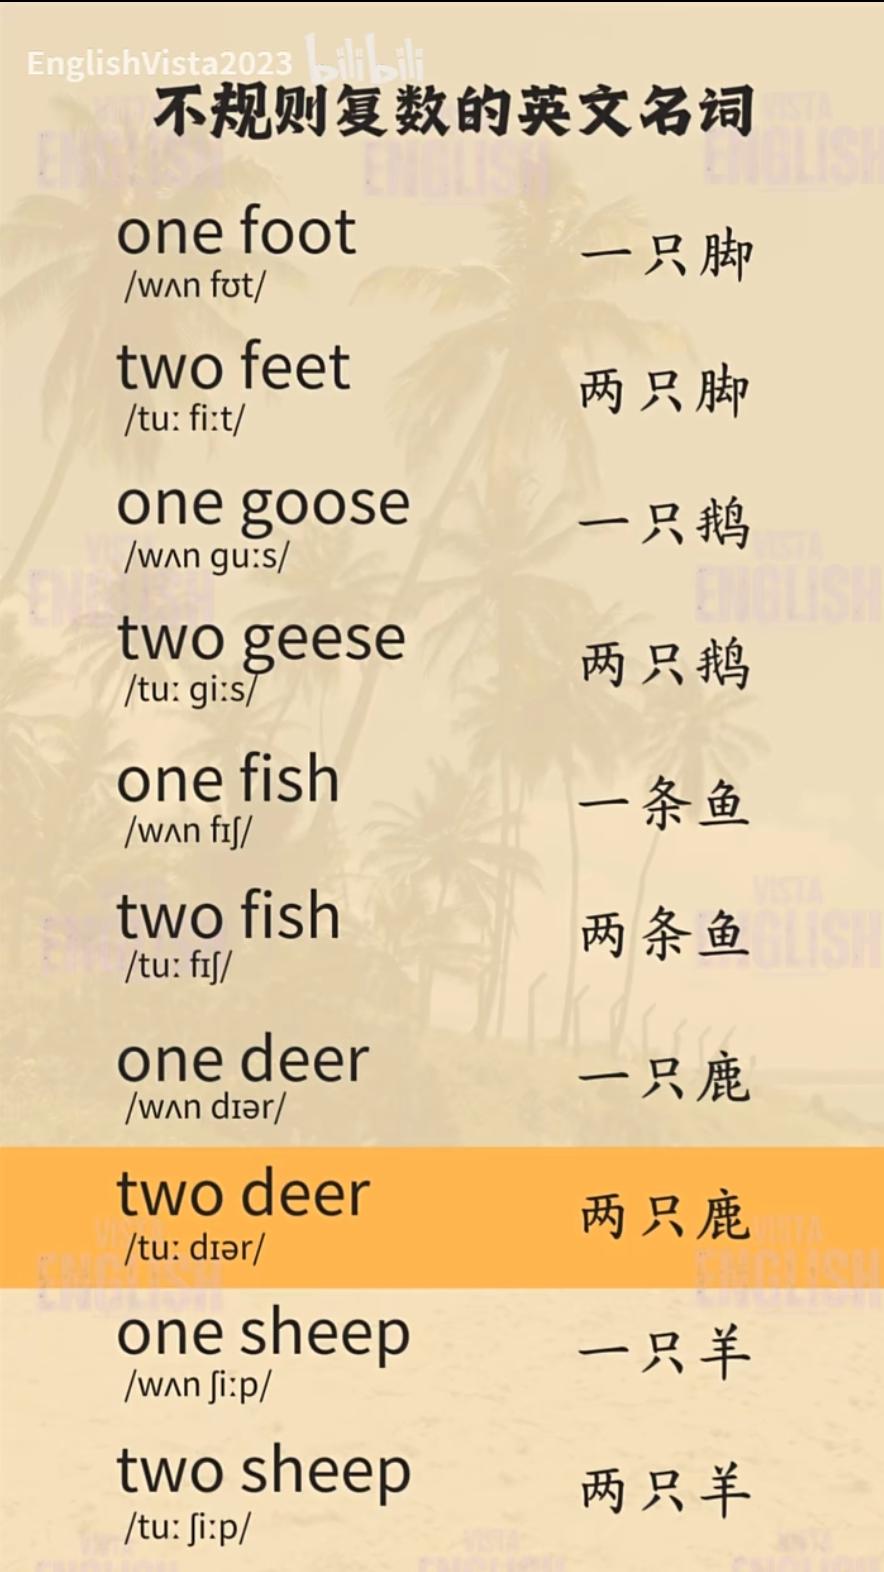 EnglishVista2023 bilibili
不规则复数的英文名词
one foot 一只脚
/wʌn fʊt/
two feet 两只脚
/tuː fiːt/
one goose 一只鹅
/wʌn guːs/
two geese 两只鹅
/tuː giːs/
one fish 一条鱼
/wʌn fɪʃ/
two fish 两条鱼
/tuː fɪʃ/
one deer 一只鹿
/wʌn dɪər/
two deer 两只鹿
/tuː dɪər/
one sheep 一只羊
/wʌn ʃiːp/
two sheep 两只羊
/tuː ʃiːp/
VISTA
ENGLISH